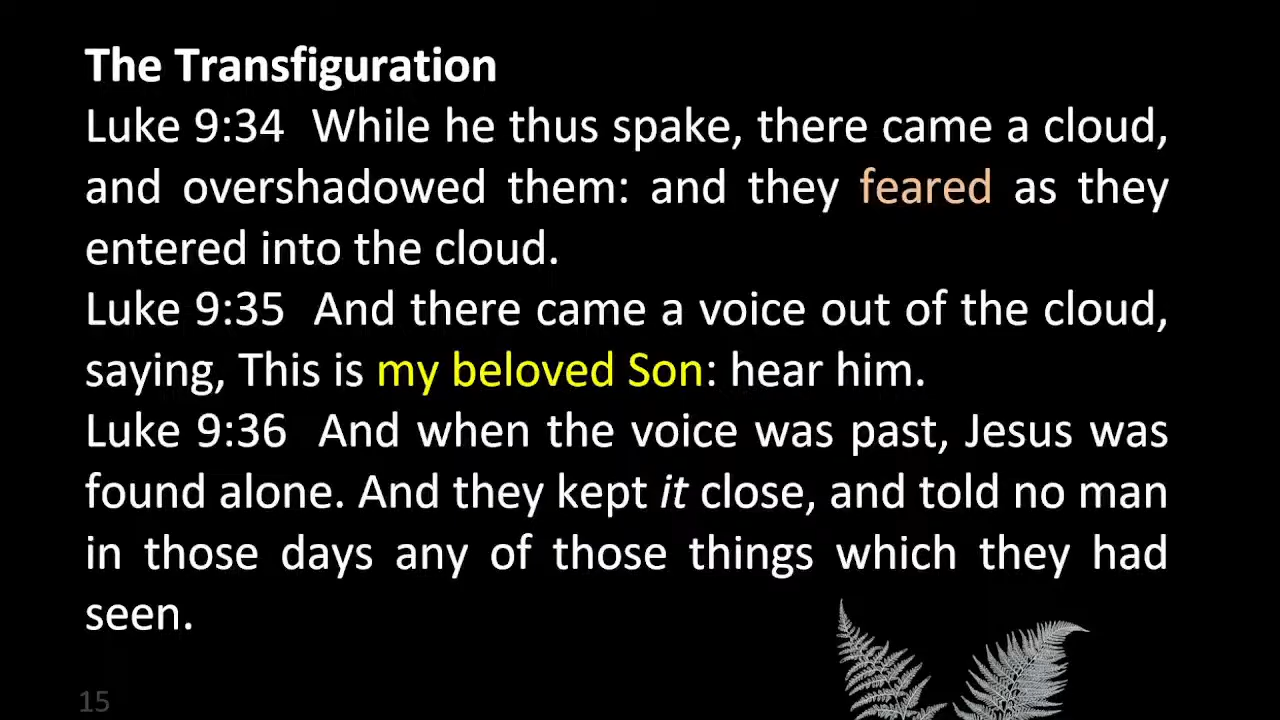 The Transfiguration
Luke 9:34  While he thus spake, there came a cloud,
and overshadowed them: and they feared as they
entered into the cloud.
Luke 9:35  And there came a voice out of the cloud,
saying, This is my beloved Son: hear him.
Luke 9:36  And when the voice was past, Jesus was
found alone. And they kept it close, and told no man
in those days any of those things which they had
seen.
15